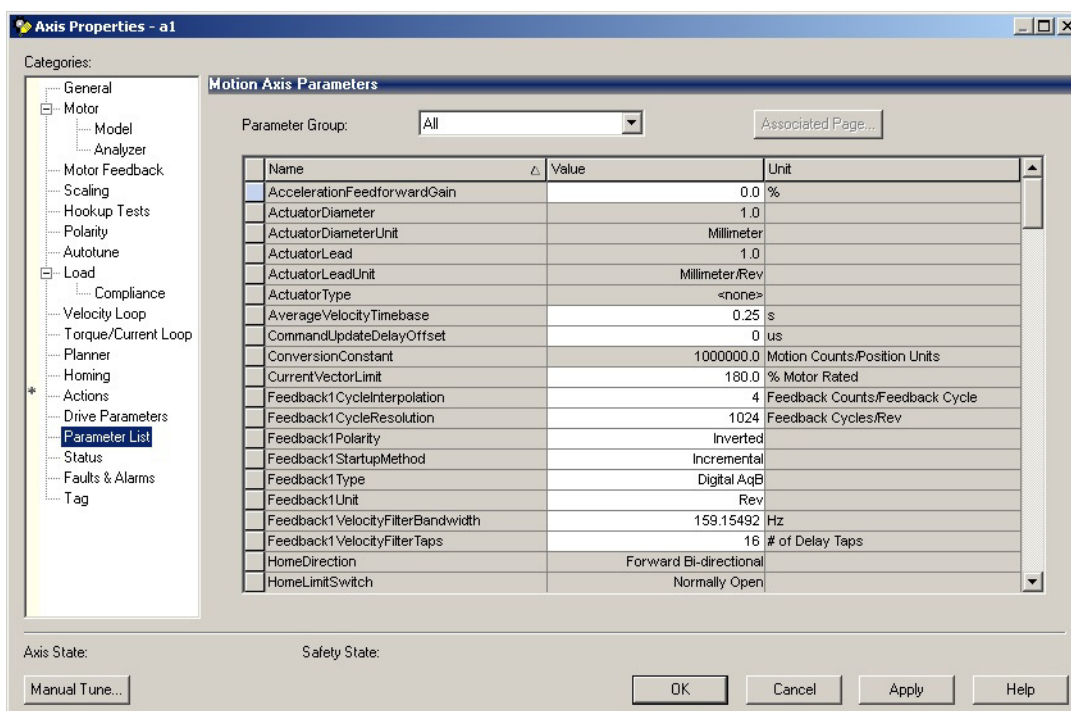 Axis Properties - a1
Categories:
General
Motor
Model
Analyzer
Motor Feedback
Scaling
Hookup Tests
Polarity
Autotune
Load
Compliance
Velocity Loop
Torque/Current Loop
Planner
Homing
* Actions
Drive Parameters
Parameter List
Status
Faults & Alarms
Tag
Motion Axis Parameters
Parameter Group: All Associated Page...
Name Value Unit
AccelerationFeedforwardGain 0.0 %
ActuatorDiameter 1.0
ActuatorDiameterUnit Millimeter
ActuatorLead 1.0
ActuatorLeadUnit Millimeter/Rev
ActuatorType <none>
AverageVelocityTimebase 0.25 s
CommandUpdateDelayOffset 0 us
ConversionConstant 1000000.0 Motion Counts/Position Units
CurrentVectorLimit 180.0 % Motor Rated
Feedback1CycleInterpolation 4 Feedback Counts/Feedback Cycle
Feedback1CycleResolution 1024 Feedback Cycles/Rev
Feedback1Polarity Inverted
Feedback1StartupMethod Incremental
Feedback1Type Digital AqB
Feedback1Unit Rev
Feedback1VelocityFilterBandwidth 159.15492 Hz
Feedback1VelocityFilterTaps 16 # of Delay Taps
HomeDirection Forward Bi-directional
HomeLimitSwitch Normally Open
Axis State: Safety State:
Manual Tune... OK Cancel Apply Help